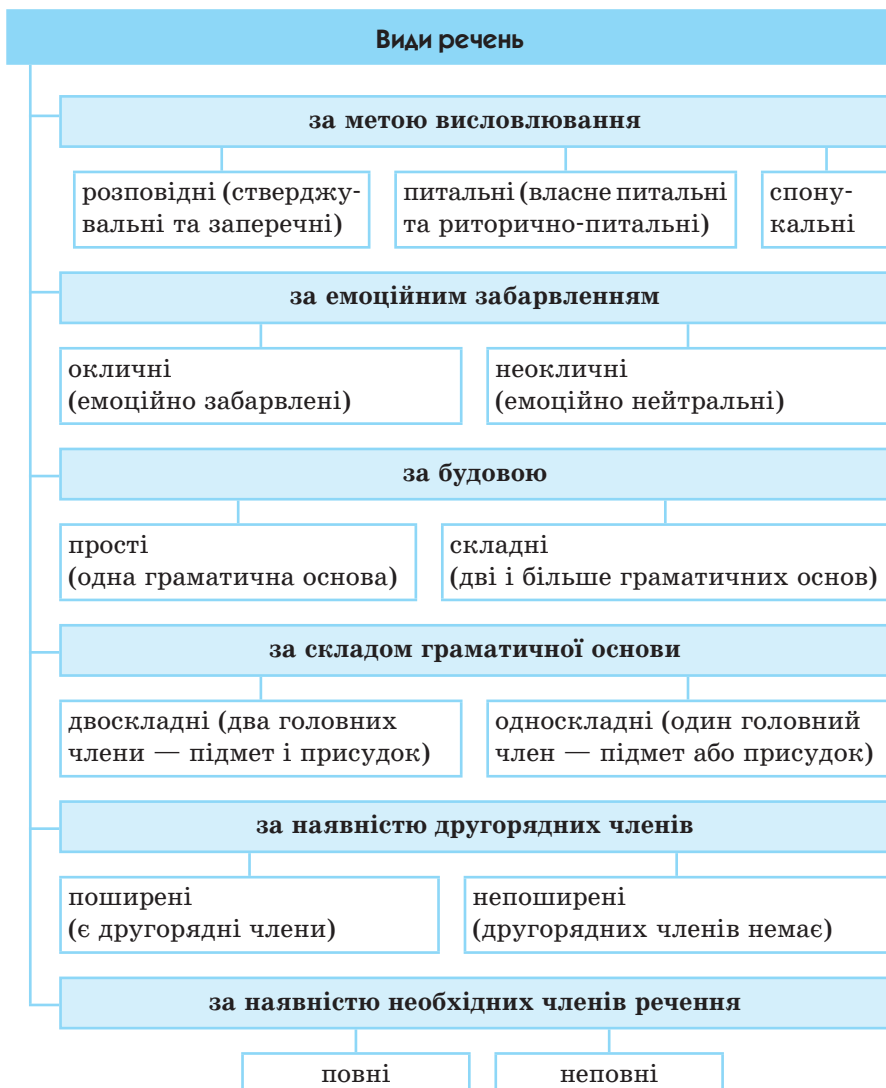 Види речень
за метою висловлювання
розповідні (стверджу-
вальні та заперечні)
питальні (власне питальні
та риторично-питальні)
спону-
кальні
за емоційним забарвленням
окличні
(емоційно забарвлені)
неокличні
(емоційно нейтральні)
за будовою
прості
(одна граматична основа)
складні
(дві і більше граматичних основ)
за складом граматичної основи
двоскладні (два головних
члени — підмет і присудок)
односкладні (один головний
член — підмет або присудок)
за наявністю другорядних членів
поширені
(є другорядні члени)
непоширені
(другорядних членів немає)
за наявністю необхідних членів речення
повні
неповні